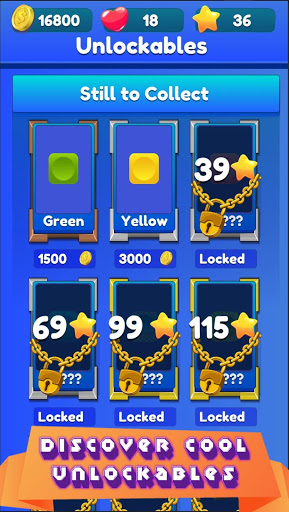 16800 18 36
Unlockables
Still to Collect
39
Green Yellow ???
1500 3000 Locked
69 99 115
??? ??? ???
Locked Locked Locked
DISCOVER COOL
UNLOCKABLES